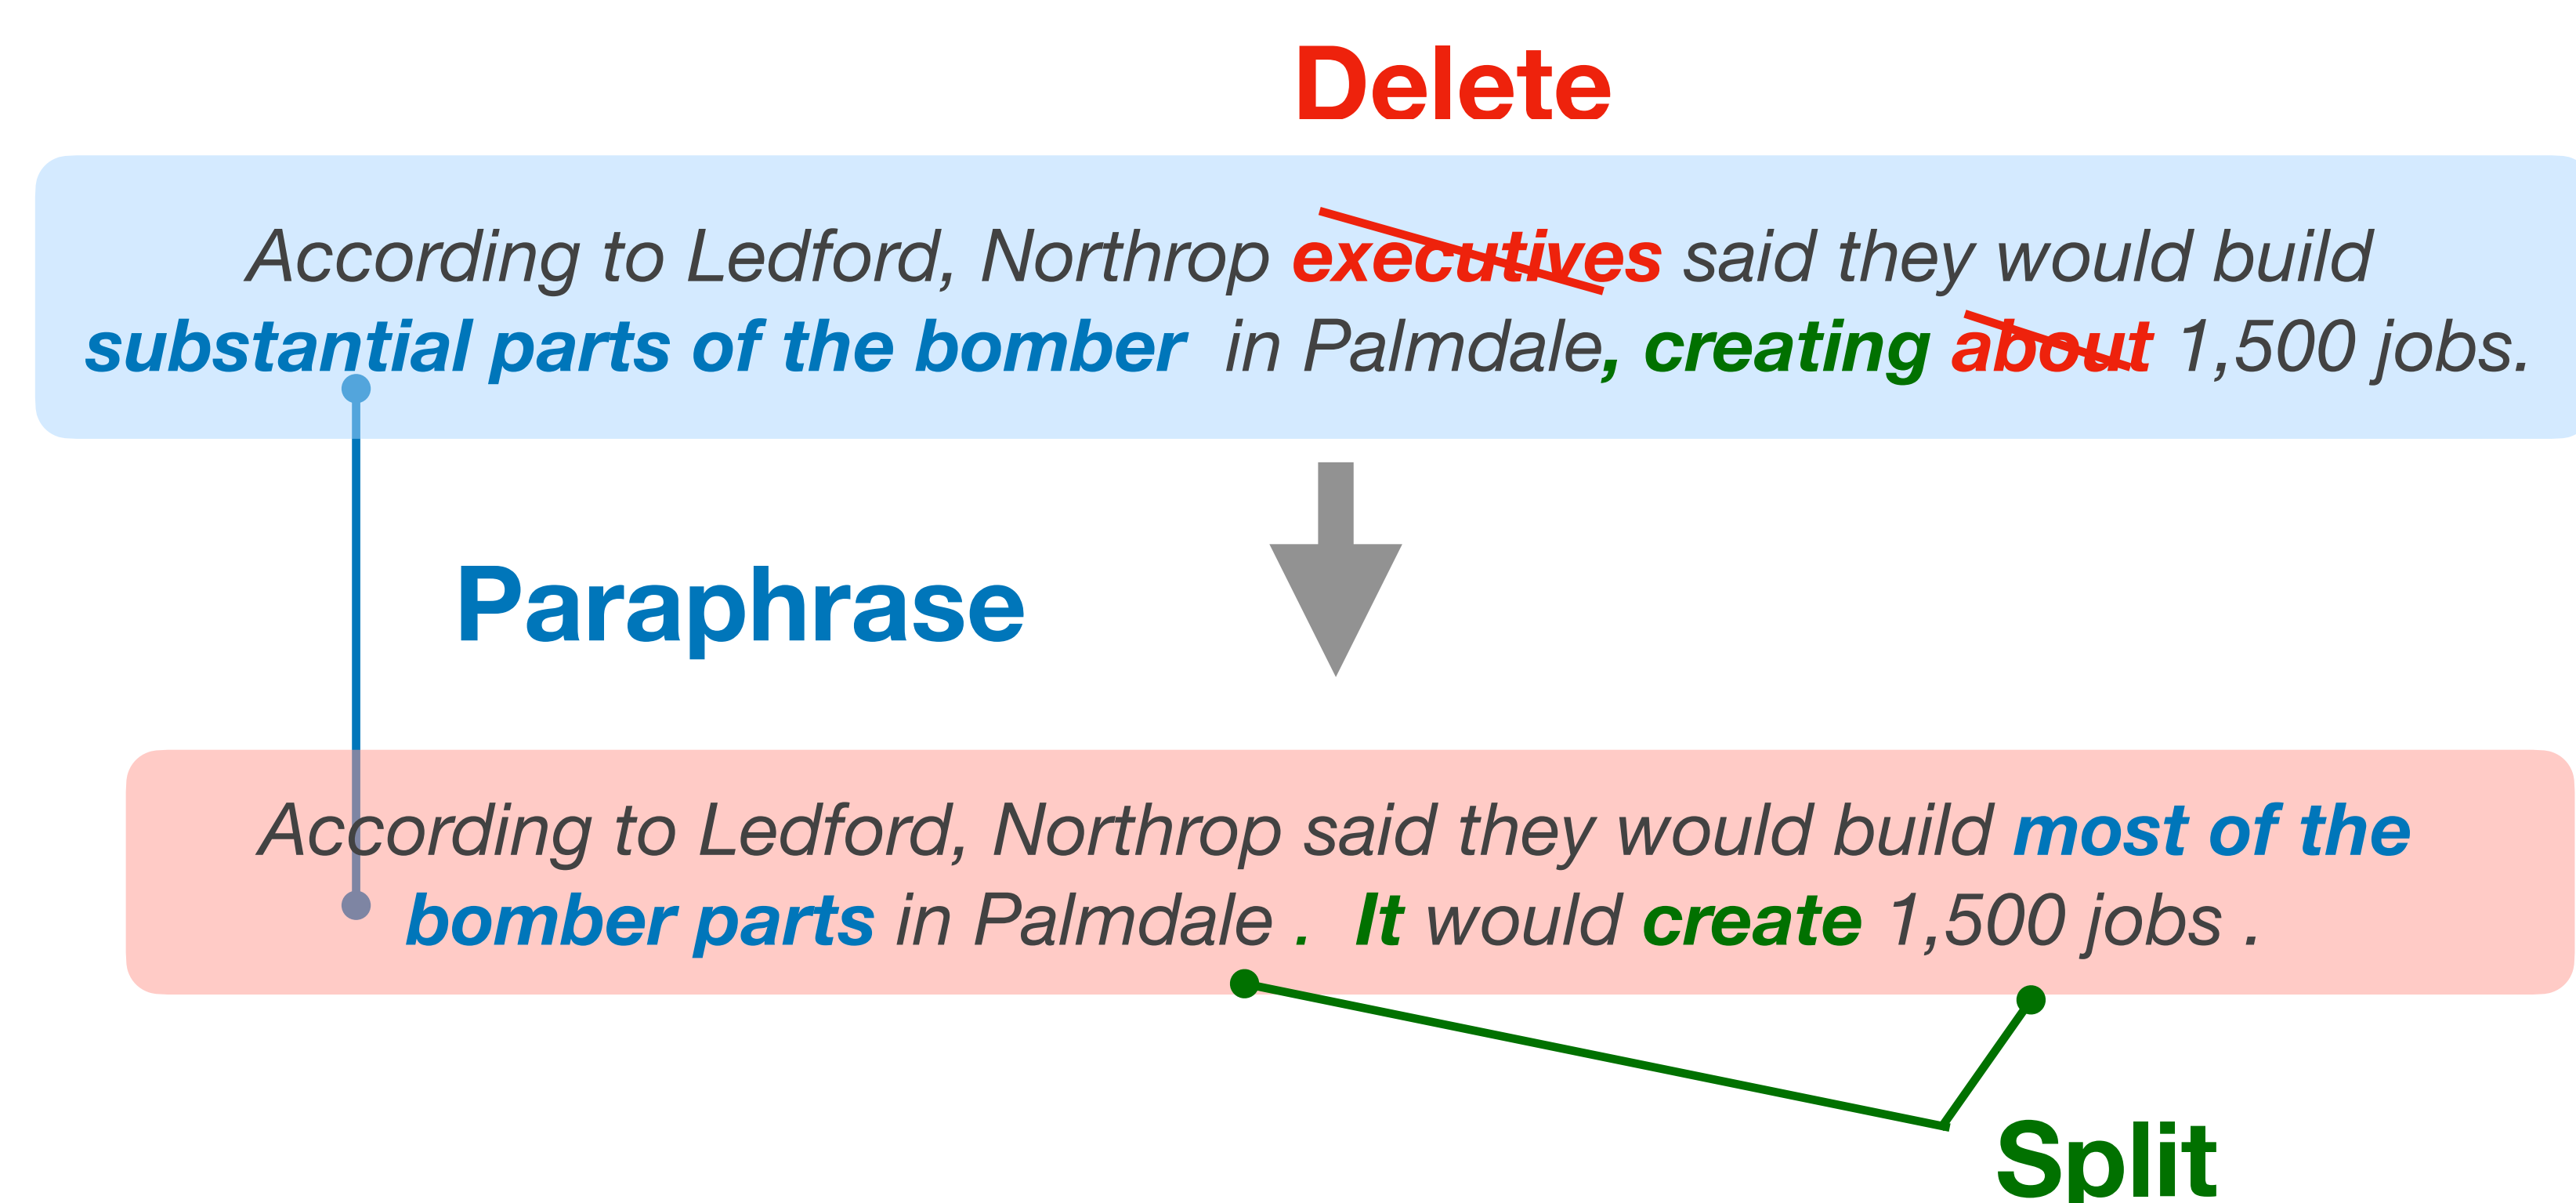 Delete
According to Ledford, Northrop executives said they would build
substantial parts of the bomber in Palmdale, creating about 1,500 jobs.
Paraphrase
According to Ledford, Northrop said they would build most of the
bomber parts in Palmdale . It would create 1,500 jobs .
Split